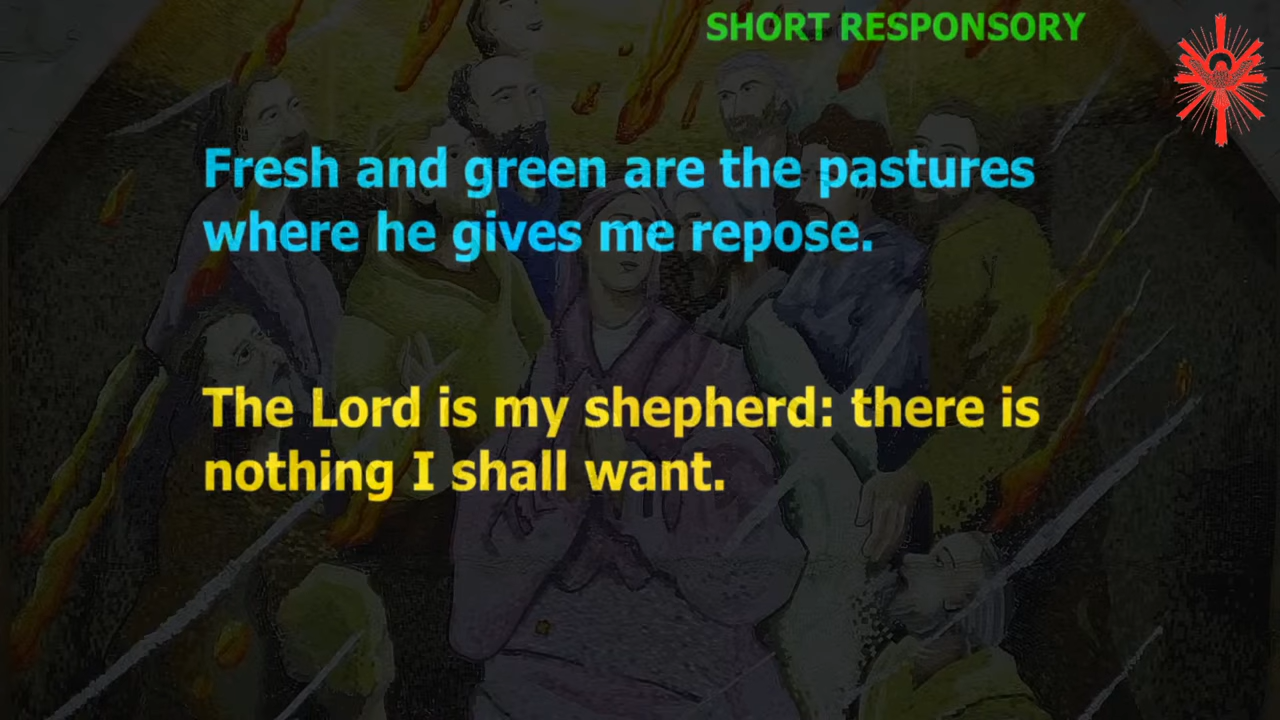 SHORT RESPONSORY
Fresh and green are the pastures
where he gives me repose.
The Lord is my shepherd: there is
nothing I shall want.